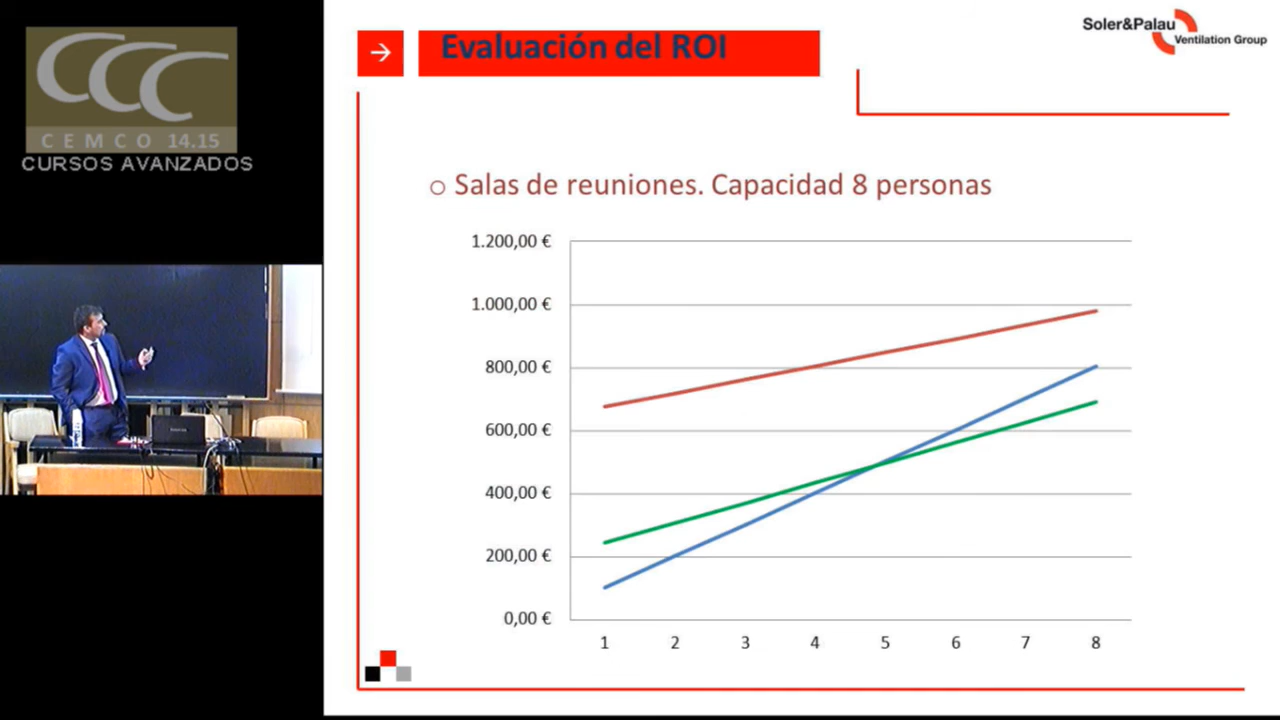 CCC
CEMCO 14.15
CURSOS AVANZADOS
Evaluación del ROI
Soler&Palau
Ventilation Group
Salas de reuniones. Capacidad 8 personas
1.200,00 €
1.000,00 €
800,00 €
600,00 €
400,00 €
200,00 €
0,00 €
1 2 3 4 5 6 7 8